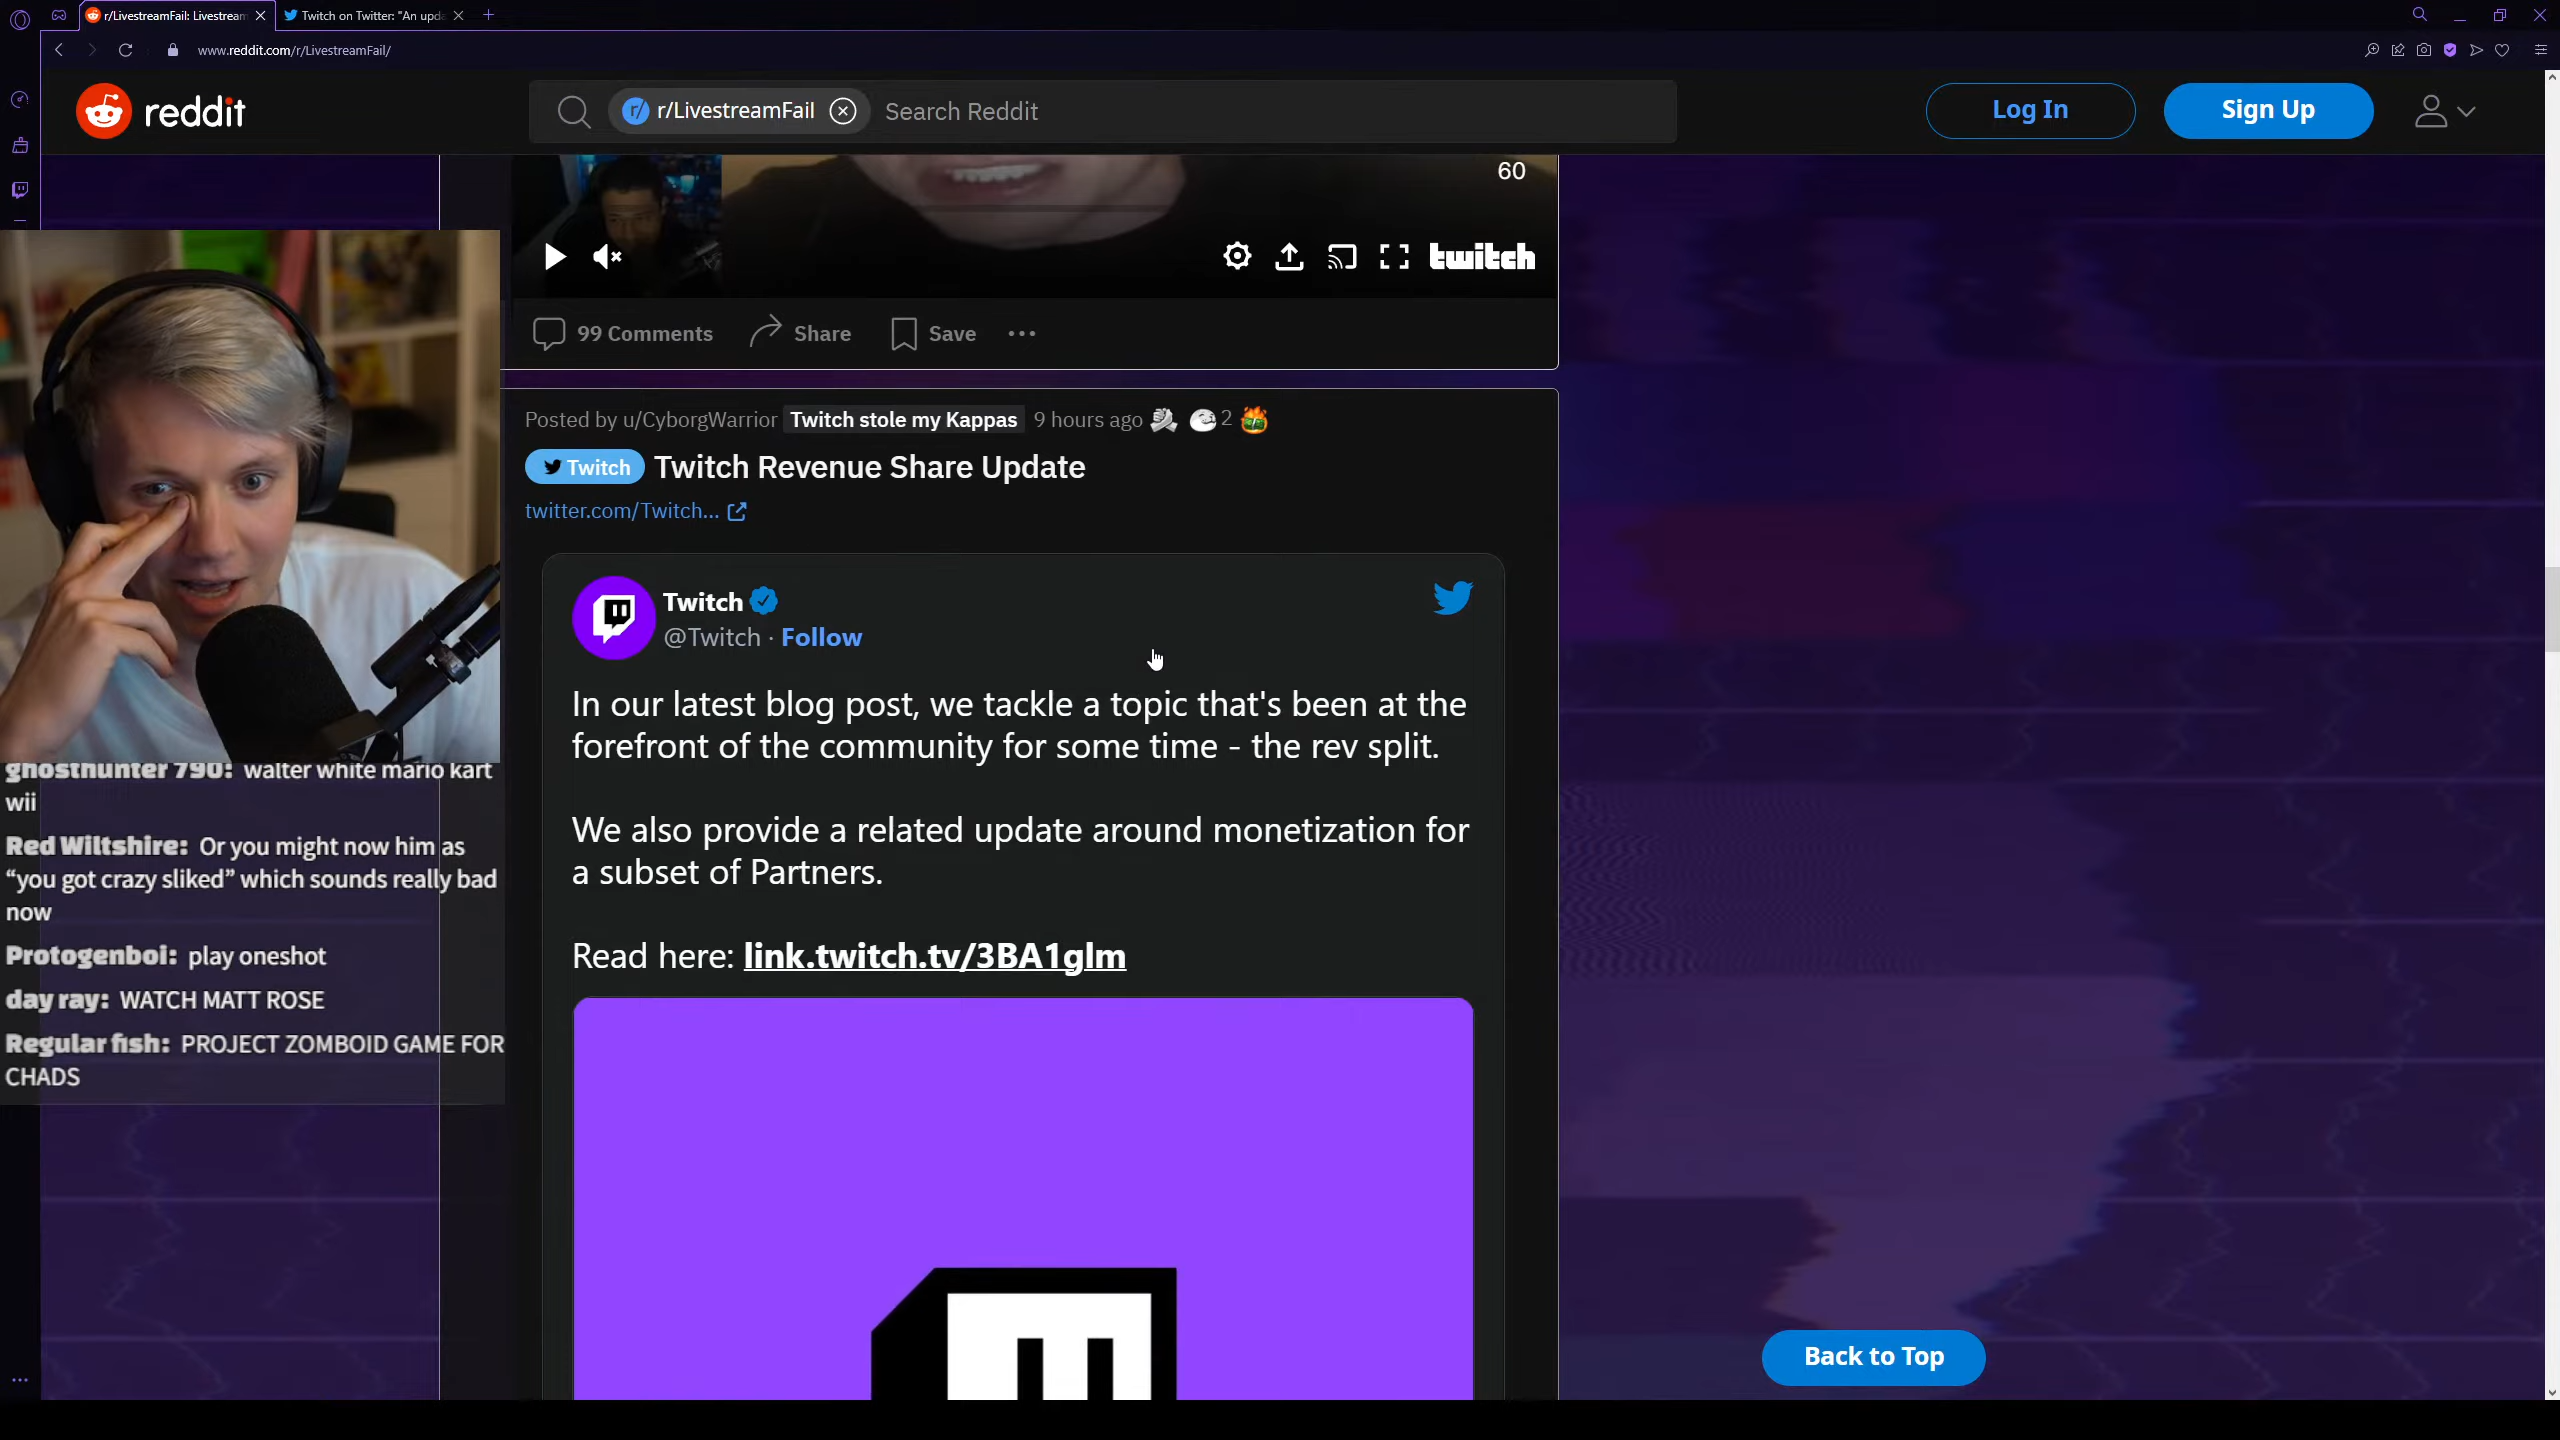 r/LivestreamFail: Livestream
Twitch on Twitter: "An upda
www.reddit.com/r/LivestreamFail/
reddit
r/
r/LivestreamFail
Search Reddit
Log In
Sign Up
60
twitch
99 Comments
Share
Save
Posted by u/CyborgWarrior Twitch stole my Kappas 9 hours ago 2
Twitch Twitch Revenue Share Update
twitter.com/Twitch...
Twitch
@Twitch · Follow
In our latest blog post, we tackle a topic that's been at the
forefront of the community for some time - the rev split.
We also provide a related update around monetization for
a subset of Partners.
Read here: link.twitch.tv/3BA1glm
ghosthunter 790: walter white mario kart
wii
Red Wiltshire: Or you might now him as
“you got crazy sliked” which sounds really bad
now
Protogenboi: play oneshot
day ray: WATCH MATT ROSE
Regular fish: PROJECT ZOMBOID GAME FOR
CHADS
Back to Top